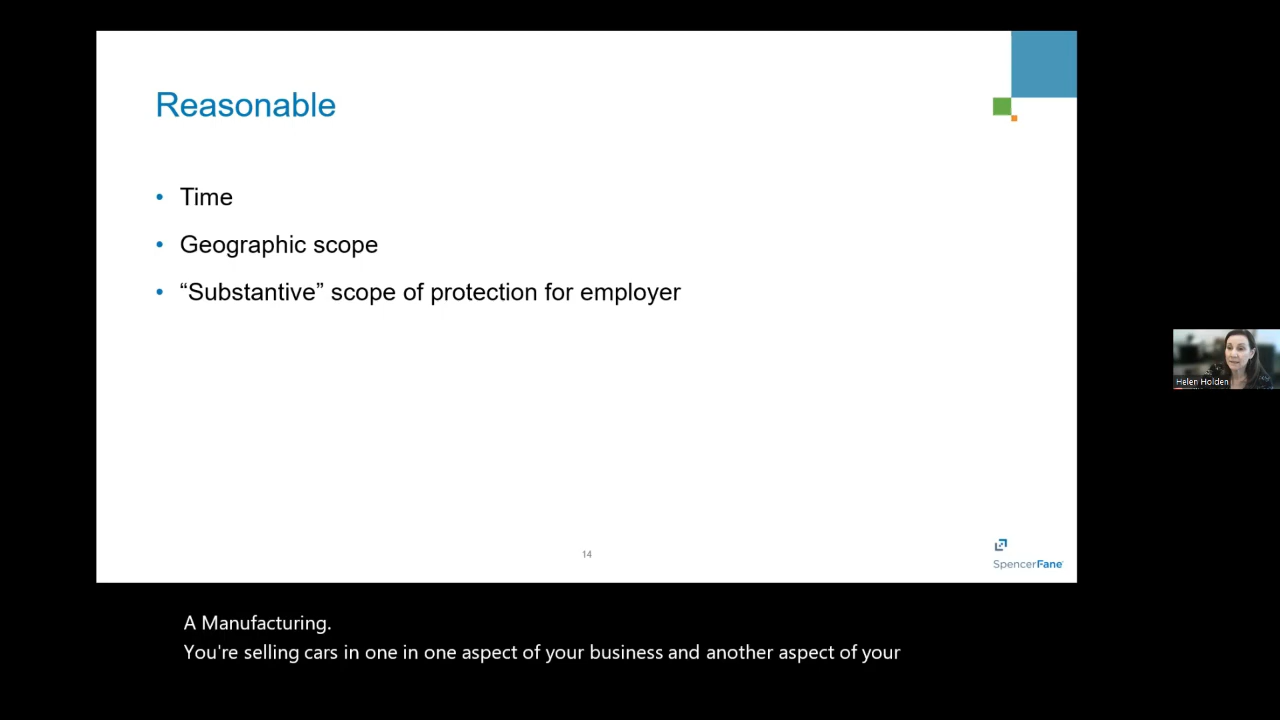 Reasonable
• Time
• Geographic scope
• “Substantive” scope of protection for employer
Helen Holden
14
SpencerFane
A Manufacturing.
You're selling cars in one in one aspect of your business and another aspect of your